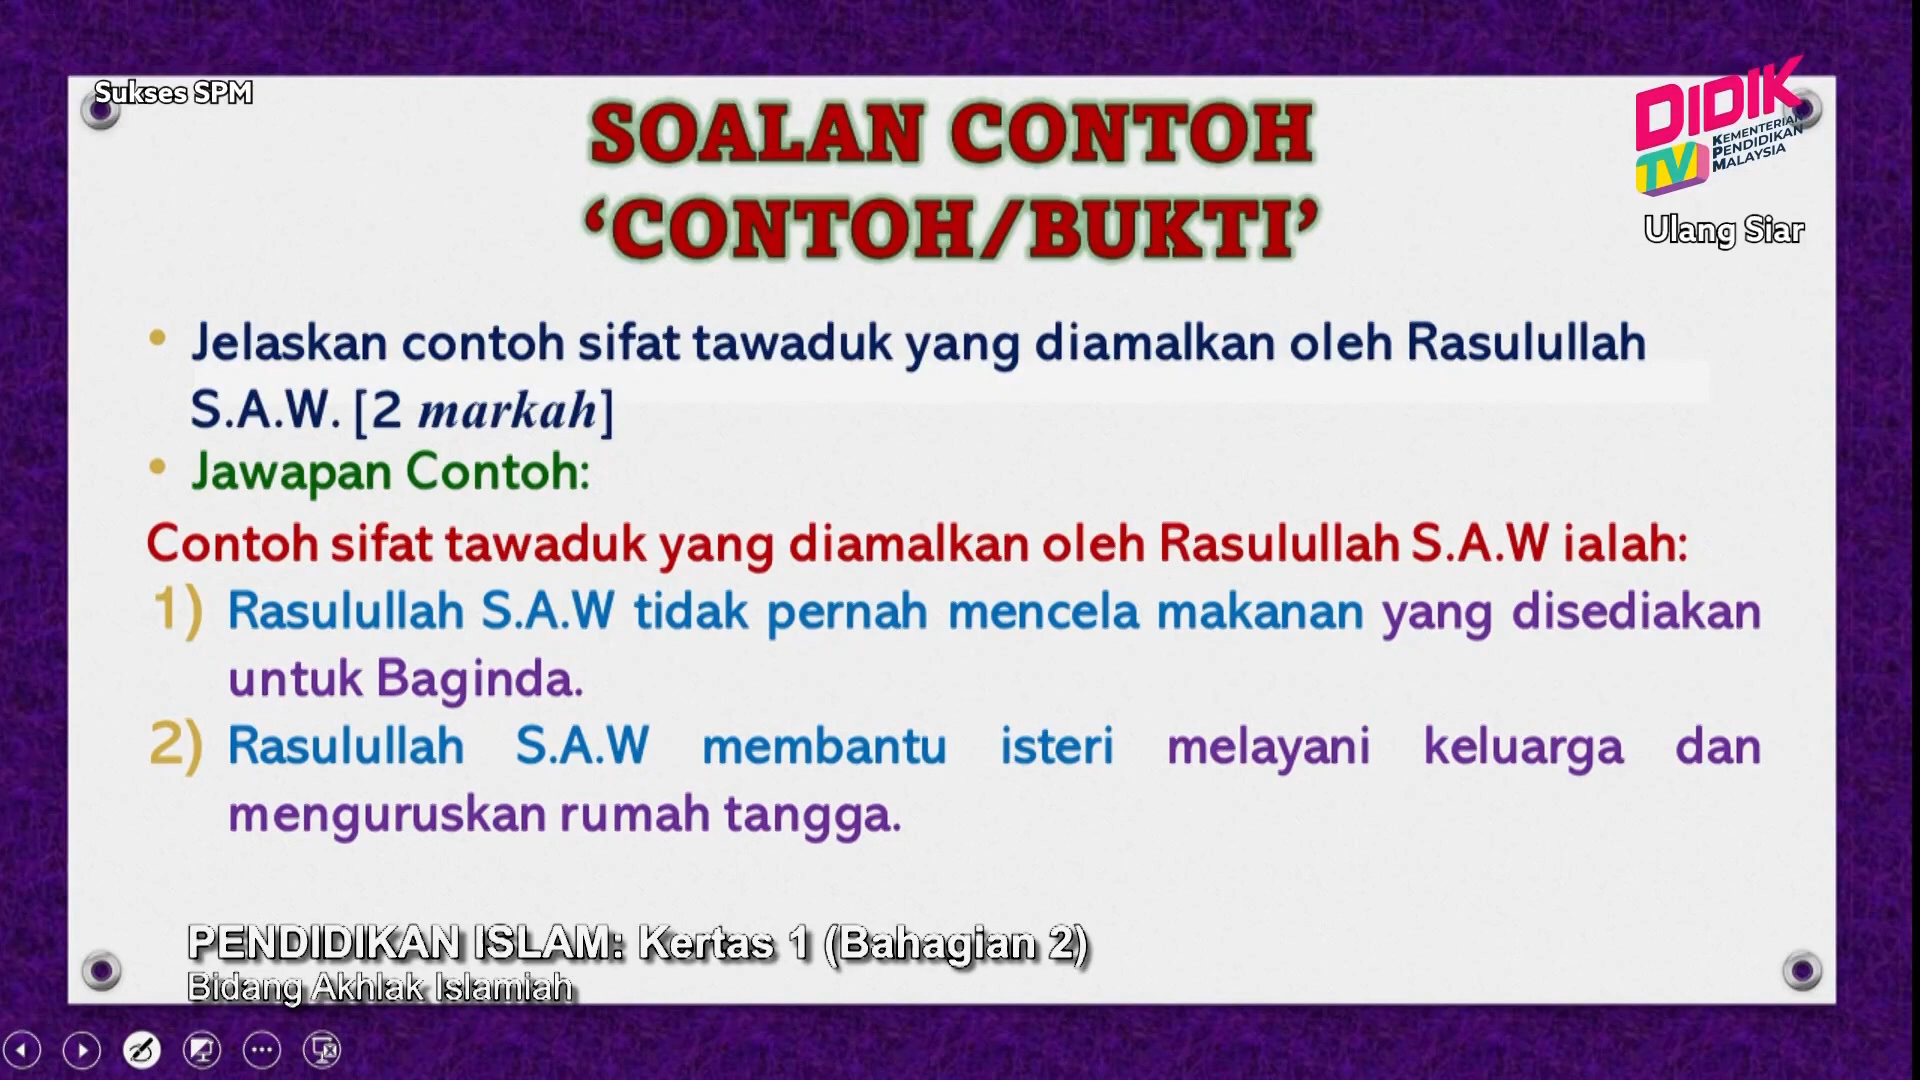 Sukses SPM
SOALAN CONTOH
‘CONTOH/BUKTI’
DIDIK
TV
KEMENTERIAN
PENDIDIKAN
MALAYSIA
Ulang Siar
• Jelaskan contoh sifat tawaduk yang diamalkan oleh Rasulullah
S.A.W. [2 markah]
• Jawapan Contoh:
Contoh sifat tawaduk yang diamalkan oleh Rasulullah S.A.W ialah:
1) Rasulullah S.A.W tidak pernah mencela makanan yang disediakan
untuk Baginda.
2) Rasulullah S.A.W membantu isteri melayani keluarga dan
menguruskan rumah tangga.
PENDIDIKAN ISLAM: Kertas 1 (Bahagian 2)
Bidang Akhlak Islamiah